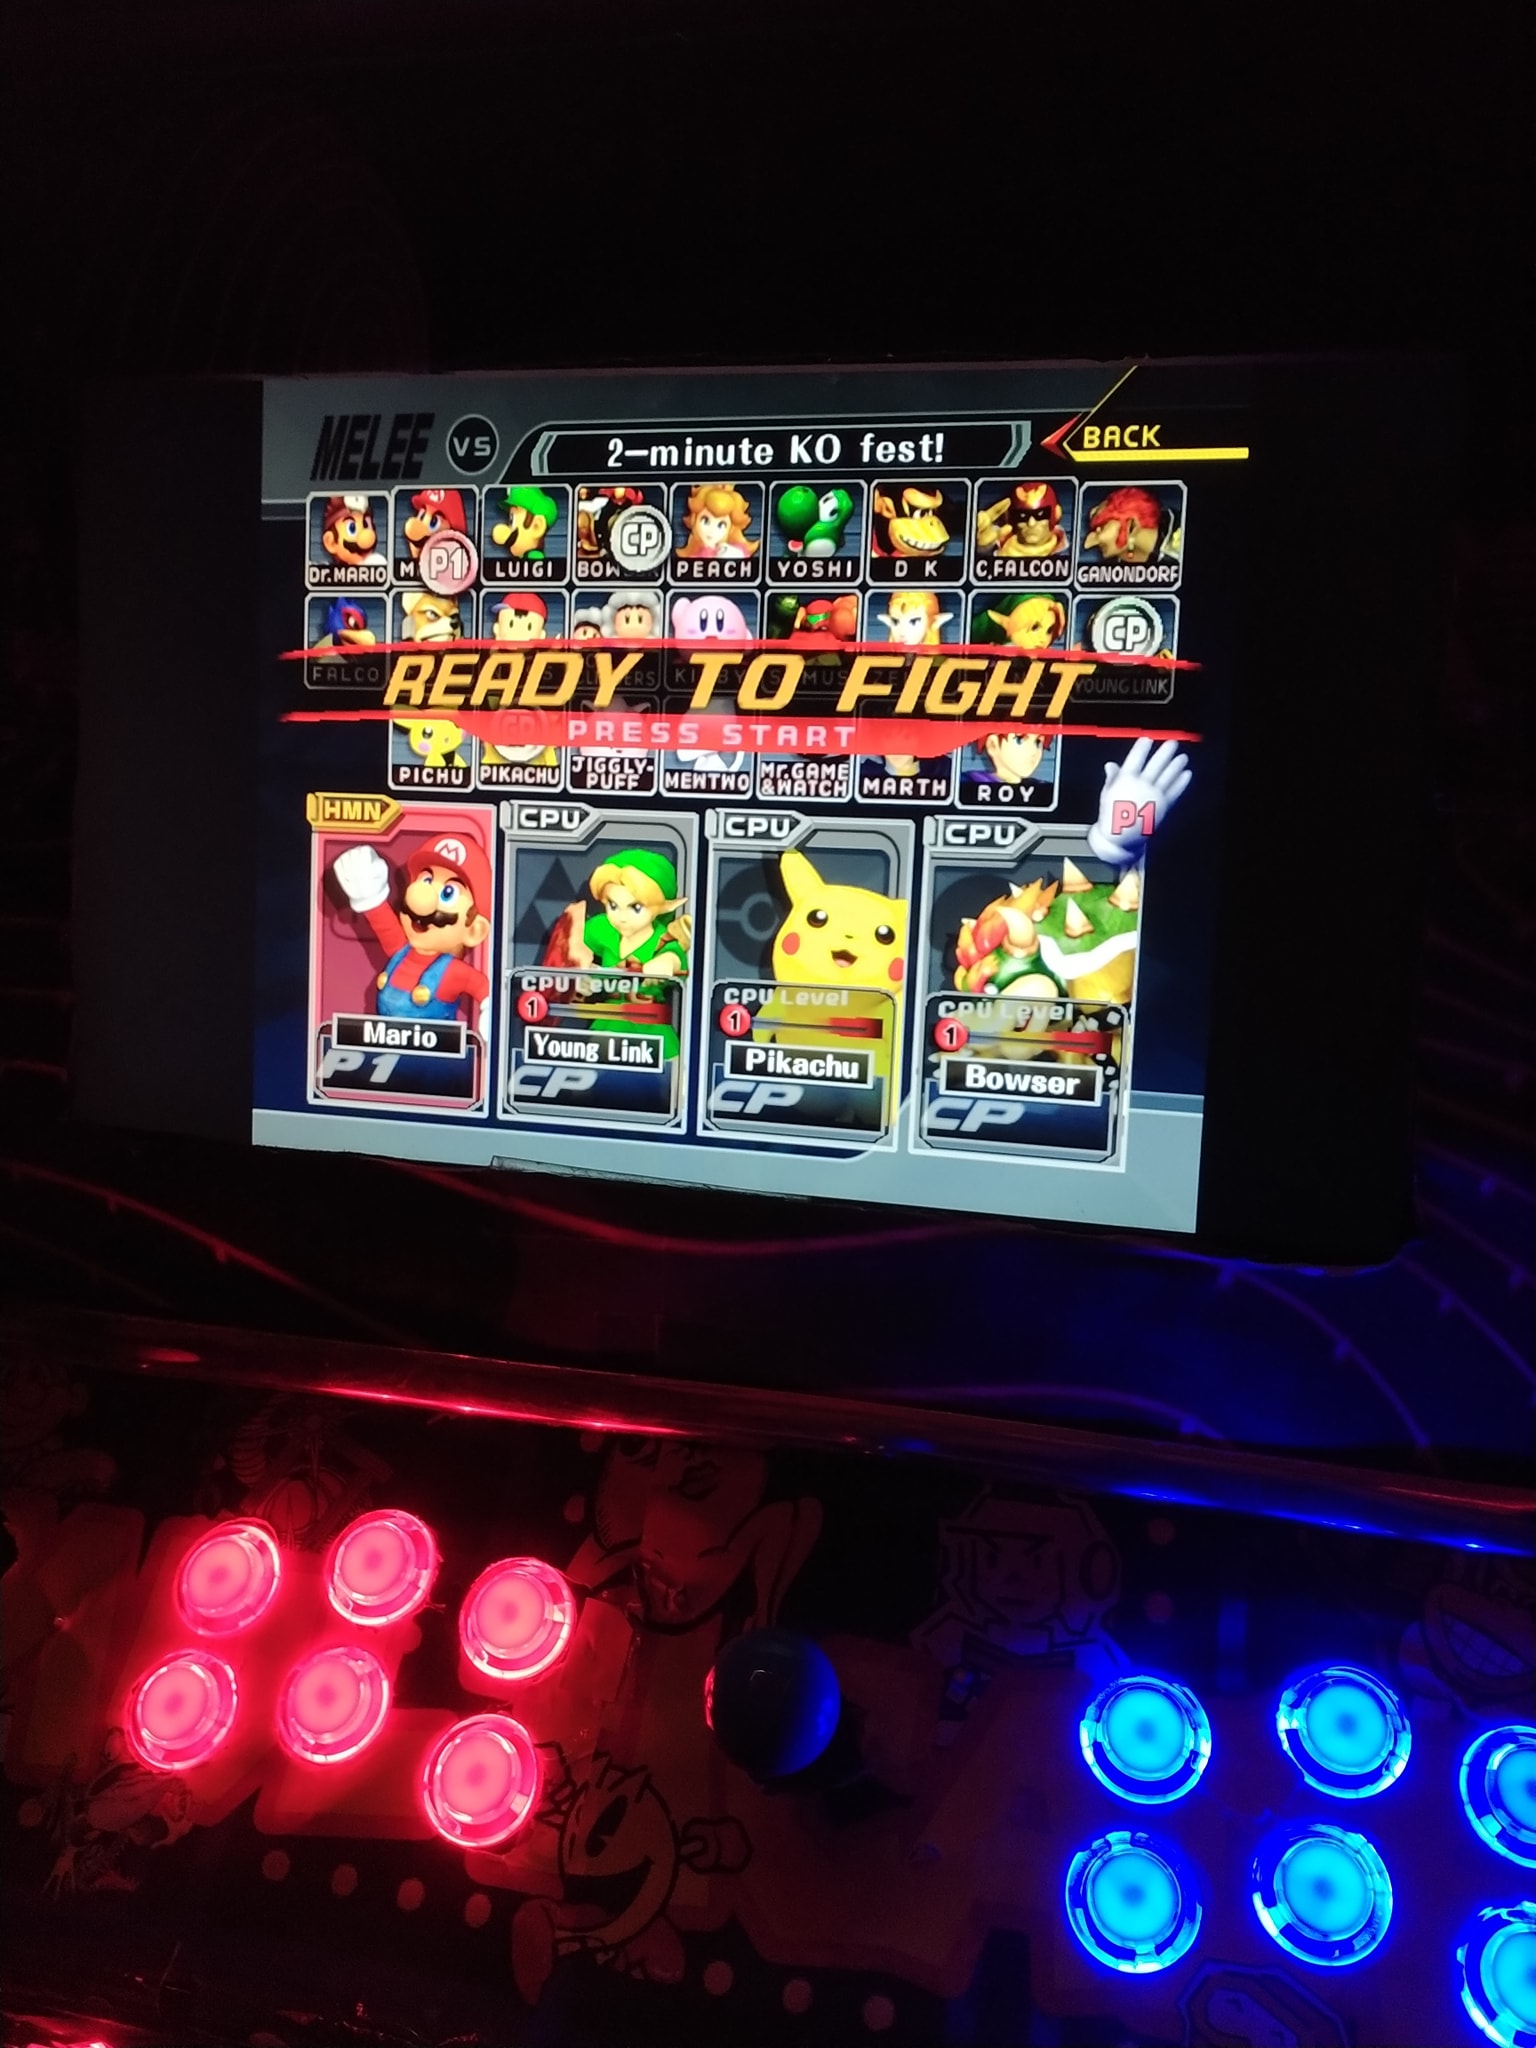 MELEE VS 2-minute KO fest! BACK
Dr.MARIO M P1 LUIGI BOW CP PEACH YOSHI D K C.FALCON GANONDORF
CP
FALCO YOUNG LINK
READY TO FIGHT
PRESS START
PICHU PIKACHU JIGGLY-
PUFF MEWTWO Mr.GAME
&WATCH MARTH ROY
P1
HMN CPU CPU CPU
CPU Level CPU Level CPU Level
1 1 1
Mario Young Link Pikachu Bowser
P1 CP CP CP